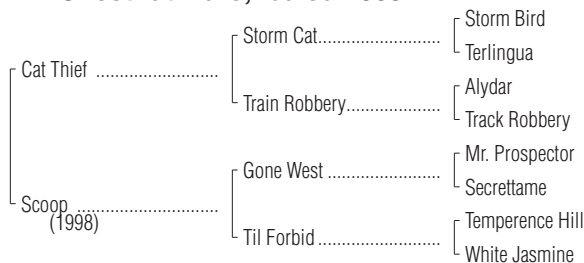 Storm Bird
Storm Cat
Terlingua
Cat Thief
Alydar
Train Robbery
Track Robbery
Mr. Prospector
Gone West
Secrettame
Scoop
(1998)
Temperence Hill
Til Forbid
White Jasmine